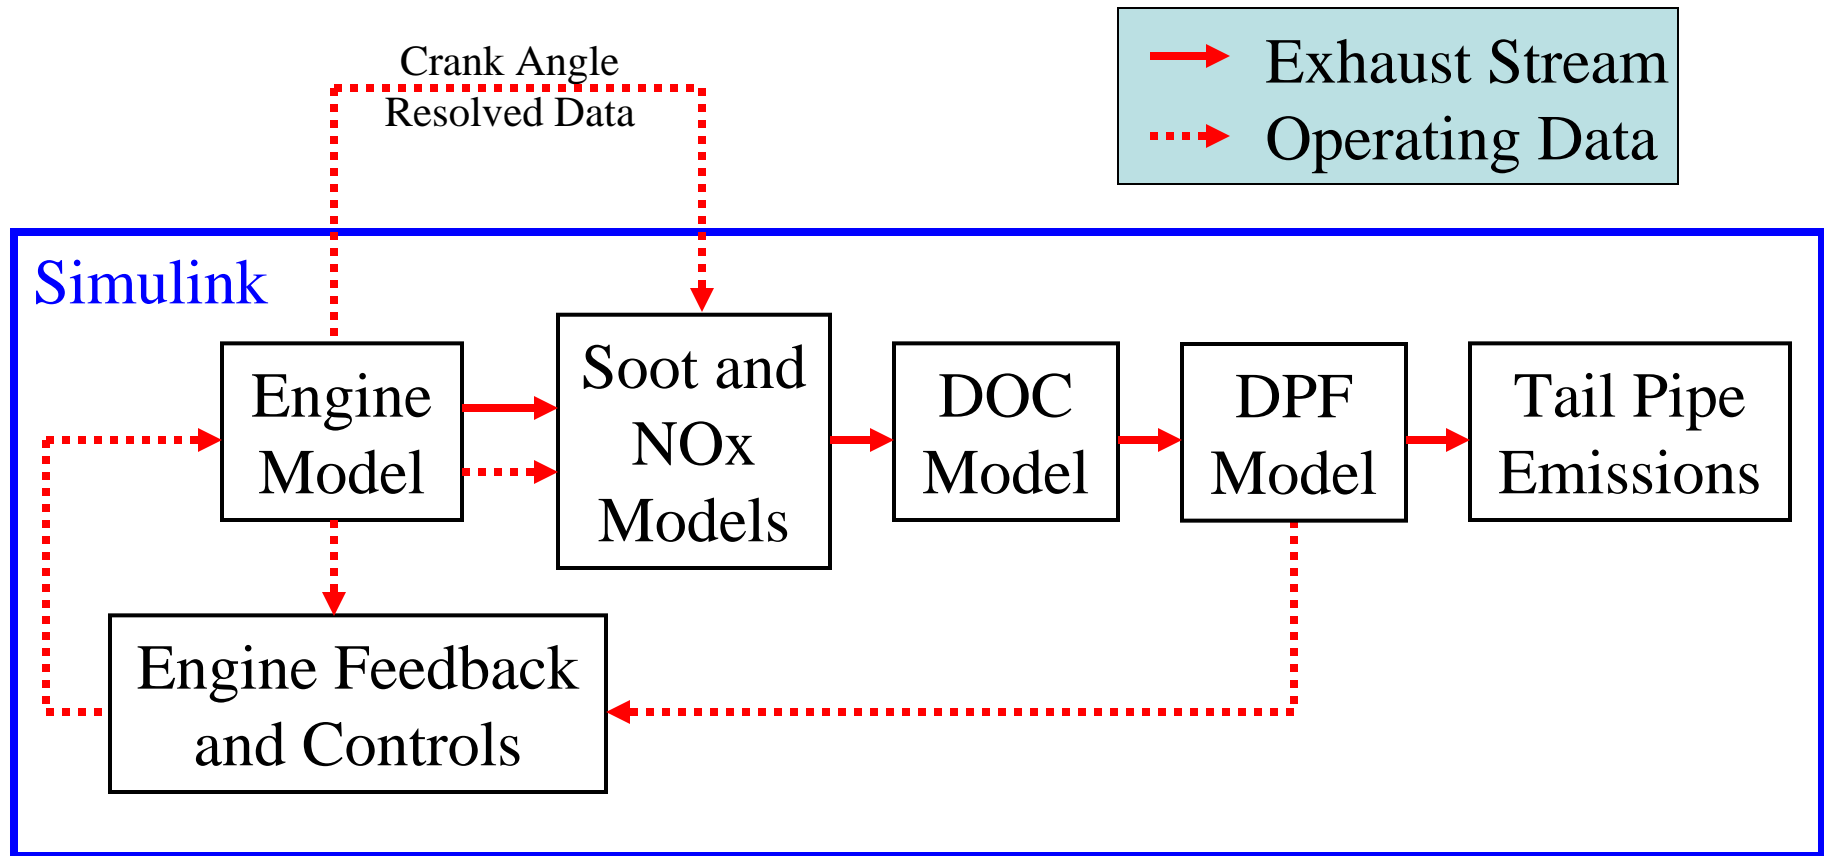 Crank Angle
Resolved Data
Exhaust Stream
Operating Data
Simulink
Engine
Model
Soot and
NOx
Models
DOC
Model
DPF
Model
Tail Pipe
Emissions
Engine Feedback
and Controls